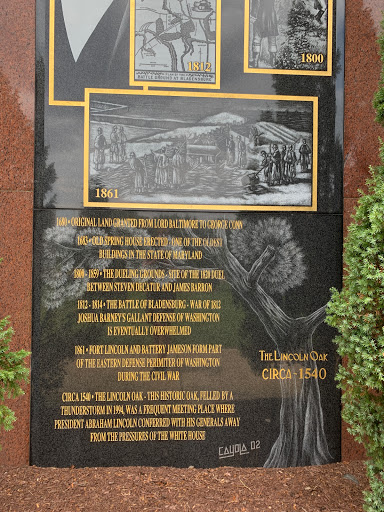 1812
1800
1861
1680 • ORIGINAL LAND GRANTED FROM LORD BALTIMORE TO GEORGE CONN
1683 • OLD SPRING HOUSE ERECTED • ONE OF THE OLDEST
BUILDINGS IN THE STATE OF MARYLAND
1808 - 1859 • THE DUELING GROUNDS - SITE OF THE 1820 DUEL
BETWEEN STEVEN DECATUR AND JAMES BARRON
1812 - 1814 • THE BATTLE OF BLADENSBURG - WAR OF 1812
JOSHUA BARNEY'S GALLANT DEFENSE OF WASHINGTON
IS EVENTUALLY OVERWHELMED
1861 • FORT LINCOLN AND BATTERY JAMESON FORM PART
OF THE EASTERN DEFENSE PERIMITER OF WASHINGTON
DURING THE CIVIL WAR
THE LINCOLN OAK
CIRCA • 1540
CIRCA 1540 • THE LINCOLN OAK - THIS HISTORIC OAK, FELLED BY A
THUNDERSTORM IN 1994, WAS A FREQUENT MEETING PLACE WHERE
PRESIDENT ABRAHAM LINCOLN CONFERRED WITH HIS GENERALS AWAY
FROM THE PRESSURES OF THE WHITE HOUSE
CAYOLA 02